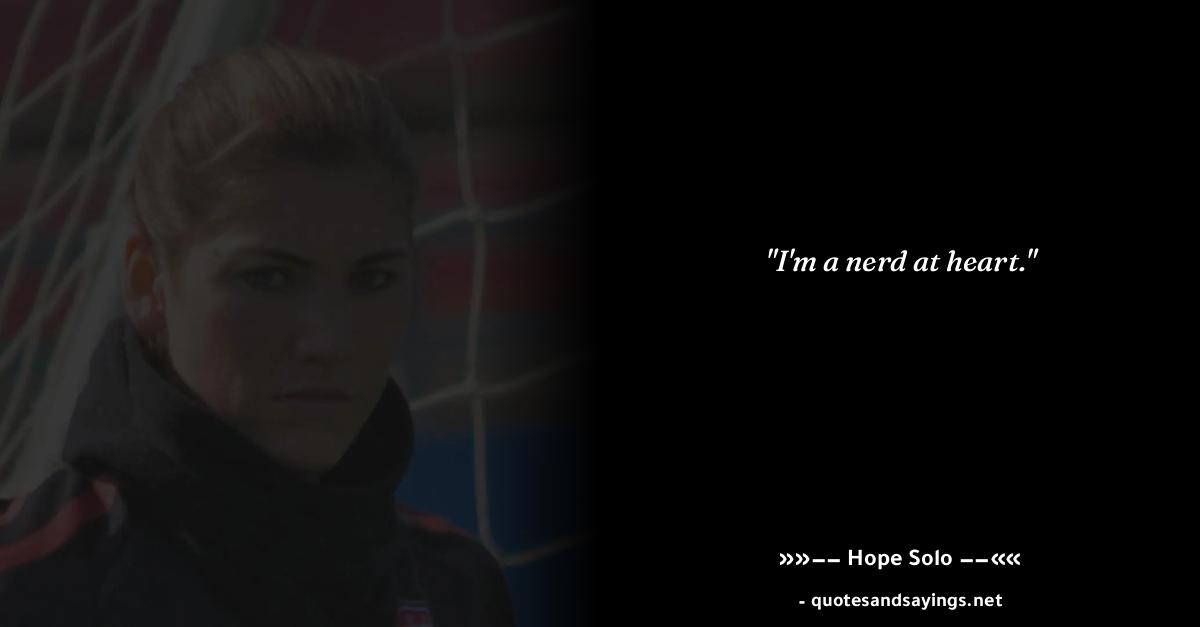 "I'm a nerd at heart."
»»–– Hope Solo ––««
- quotesandsayings.net